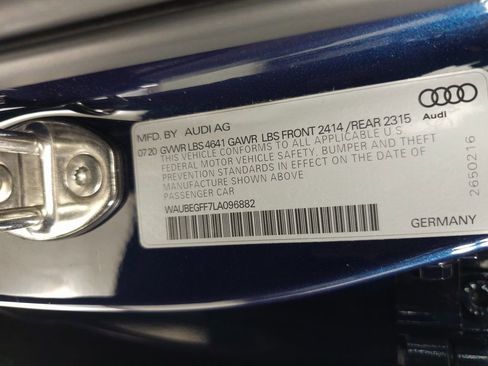 MFD. BY AUDI AG
07 20 GVWR LBS 4641 GAWR LBS FRONT 2414 /REAR 2315
THIS VEHICLE CONFORMS TO ALL APPLICABLE U.S.
FEDERAL MOTOR VEHICLE SAFETY, BUMPER AND THEFT
PREVENTION STANDARDS IN EFFECT ON THE DATE OF
MANUFACTURE SHOWN ABOVE
PASSENGER CAR
WAUBEGFF7LA096882
Audi
2650216
GERMANY